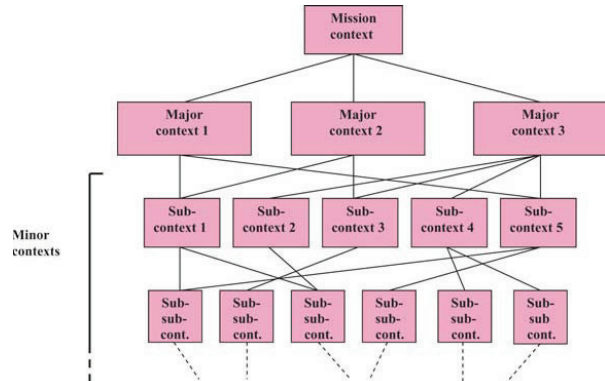 Mission
context
Major
context 1
Major
context 2
Major
context 3
Minor
contexts
Sub-
context 1
Sub-
context 2
Sub-
context 3
Sub-
context 4
Sub-
context 5
Sub-
sub-
cont.
Sub-
sub-
cont.
Sub-
sub-
cont.
Sub-
sub-
cont.
Sub-
sub-
cont.
Sub-
sub
cont.